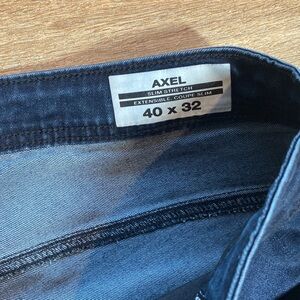 AXEL
SLIM STRETCH
EXTENSIBLE, COUPE SLIM
40 x 32